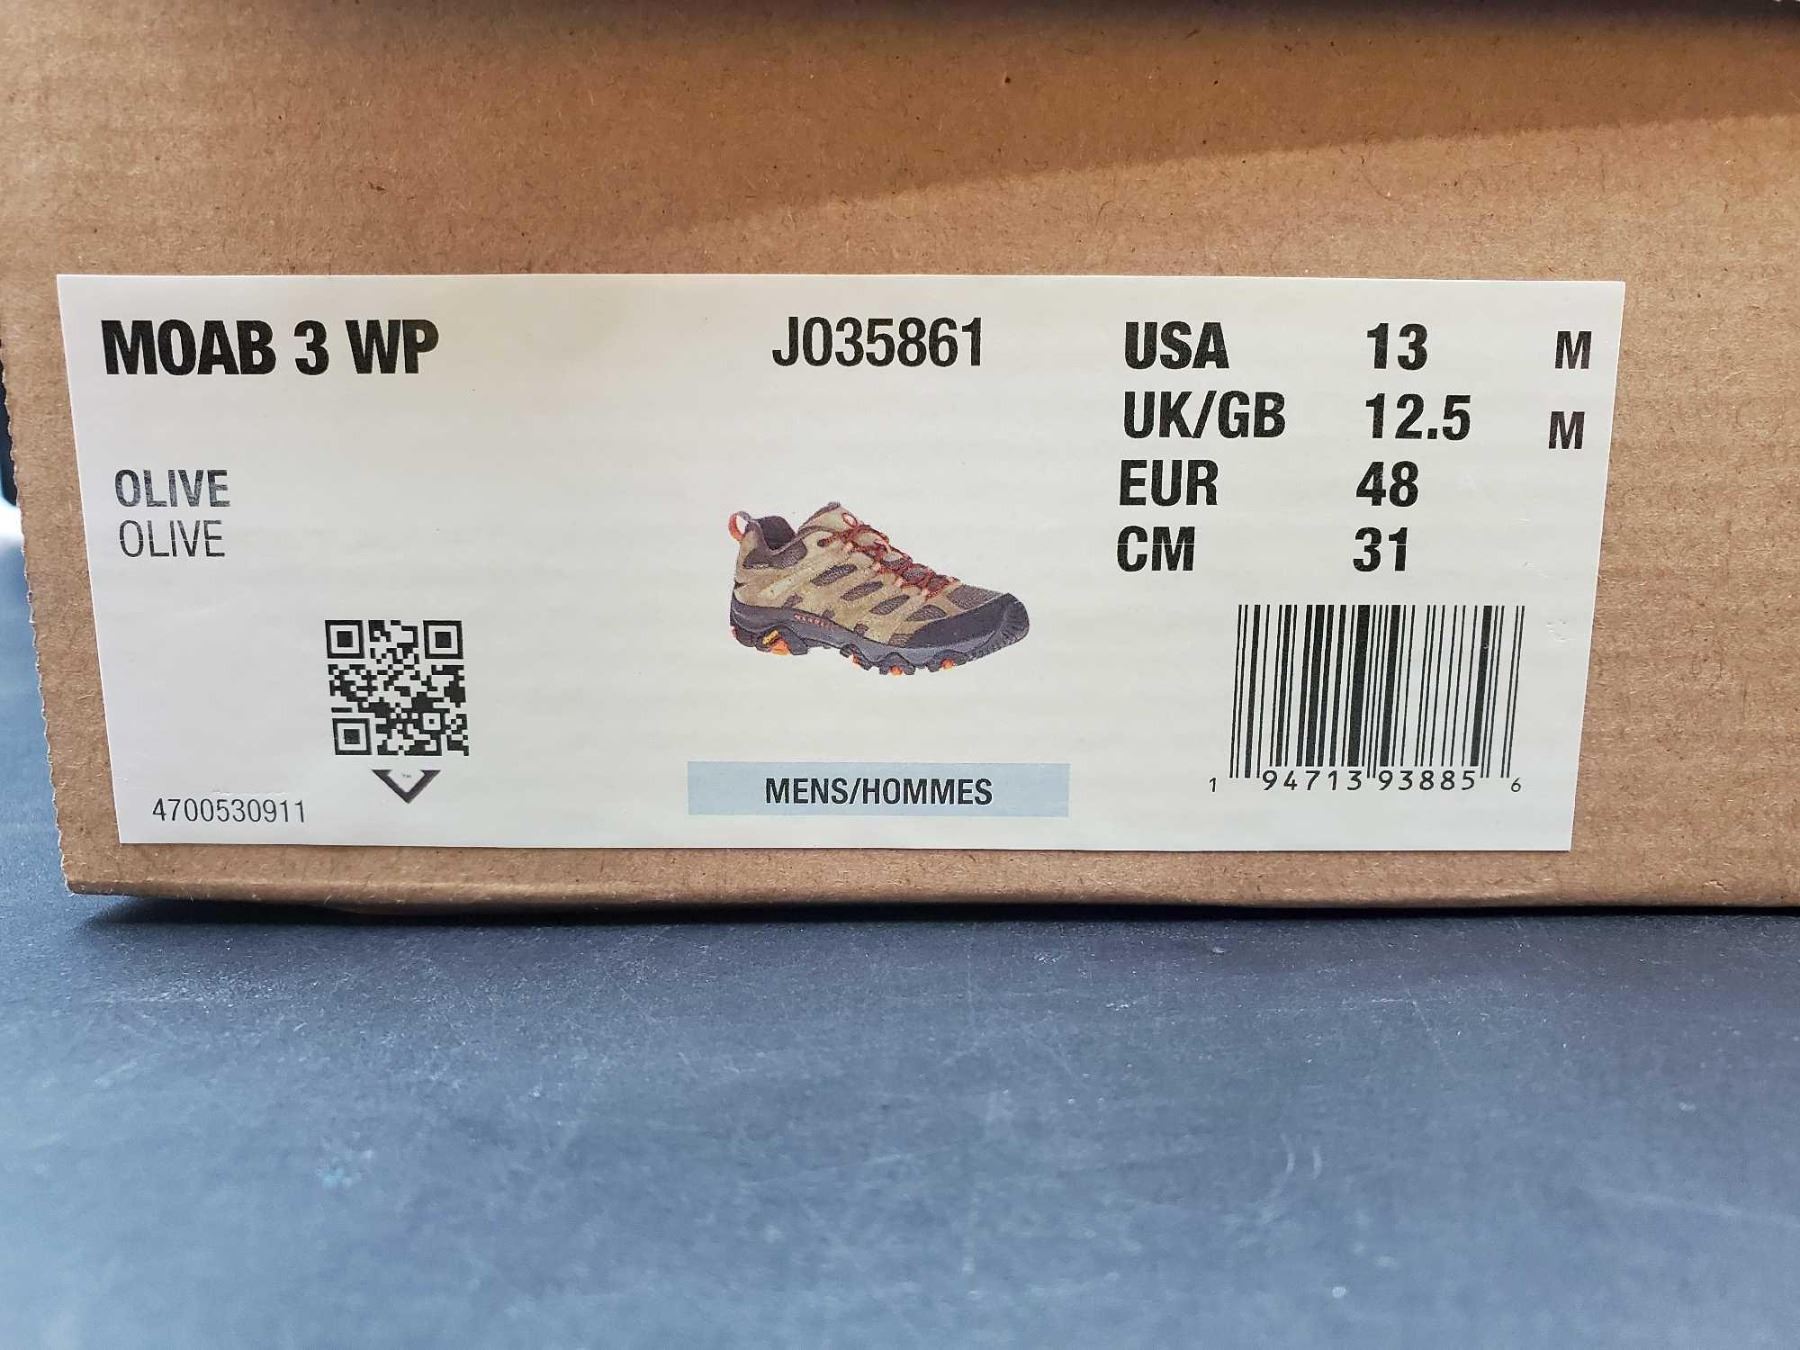 MOAB 3 WP
J035861
OLIVE
OLIVE
4700530911
MENS/HOMMES
USA 13 M
UK/GB 12.5 M
EUR 48
CM 31
1 94713 93885 6